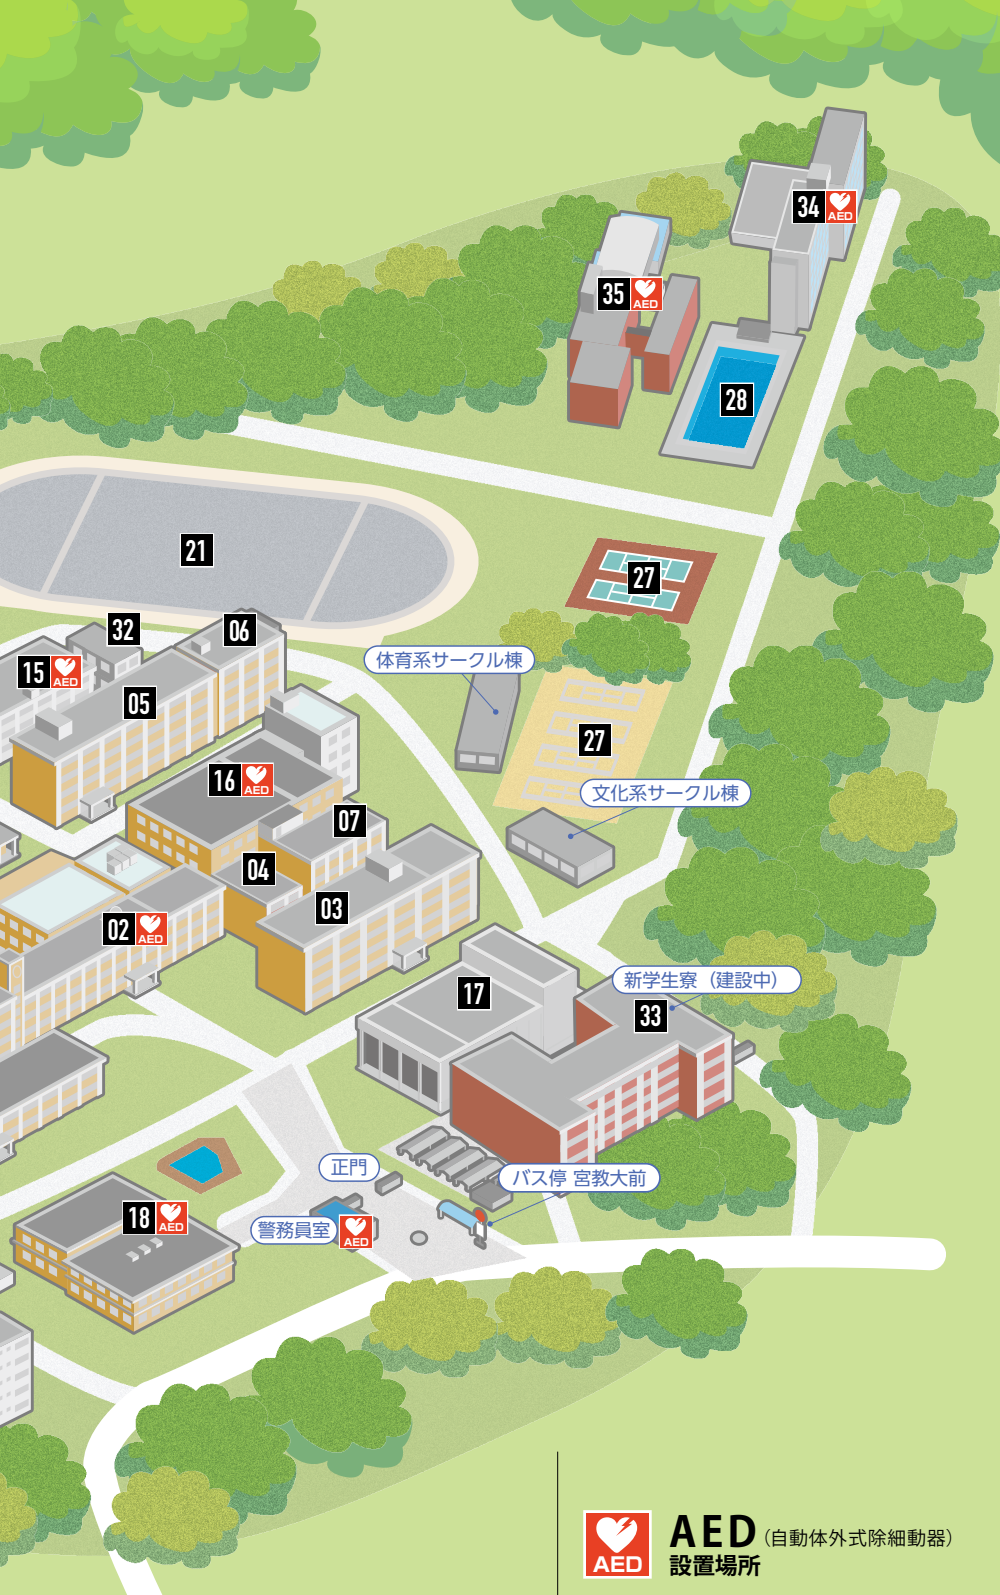 34
AED
35
AED
28
21
27
32
06
体育系サークル棟
15
AED
05
27
16
AED
文化系サークル棟
07
04
03
02
AED
新学生寮（建設中）
17
33
正門
バス停 宮教大前
18
AED
警務員室
AED
AED
AED（自動体外式除細動器）
設置場所